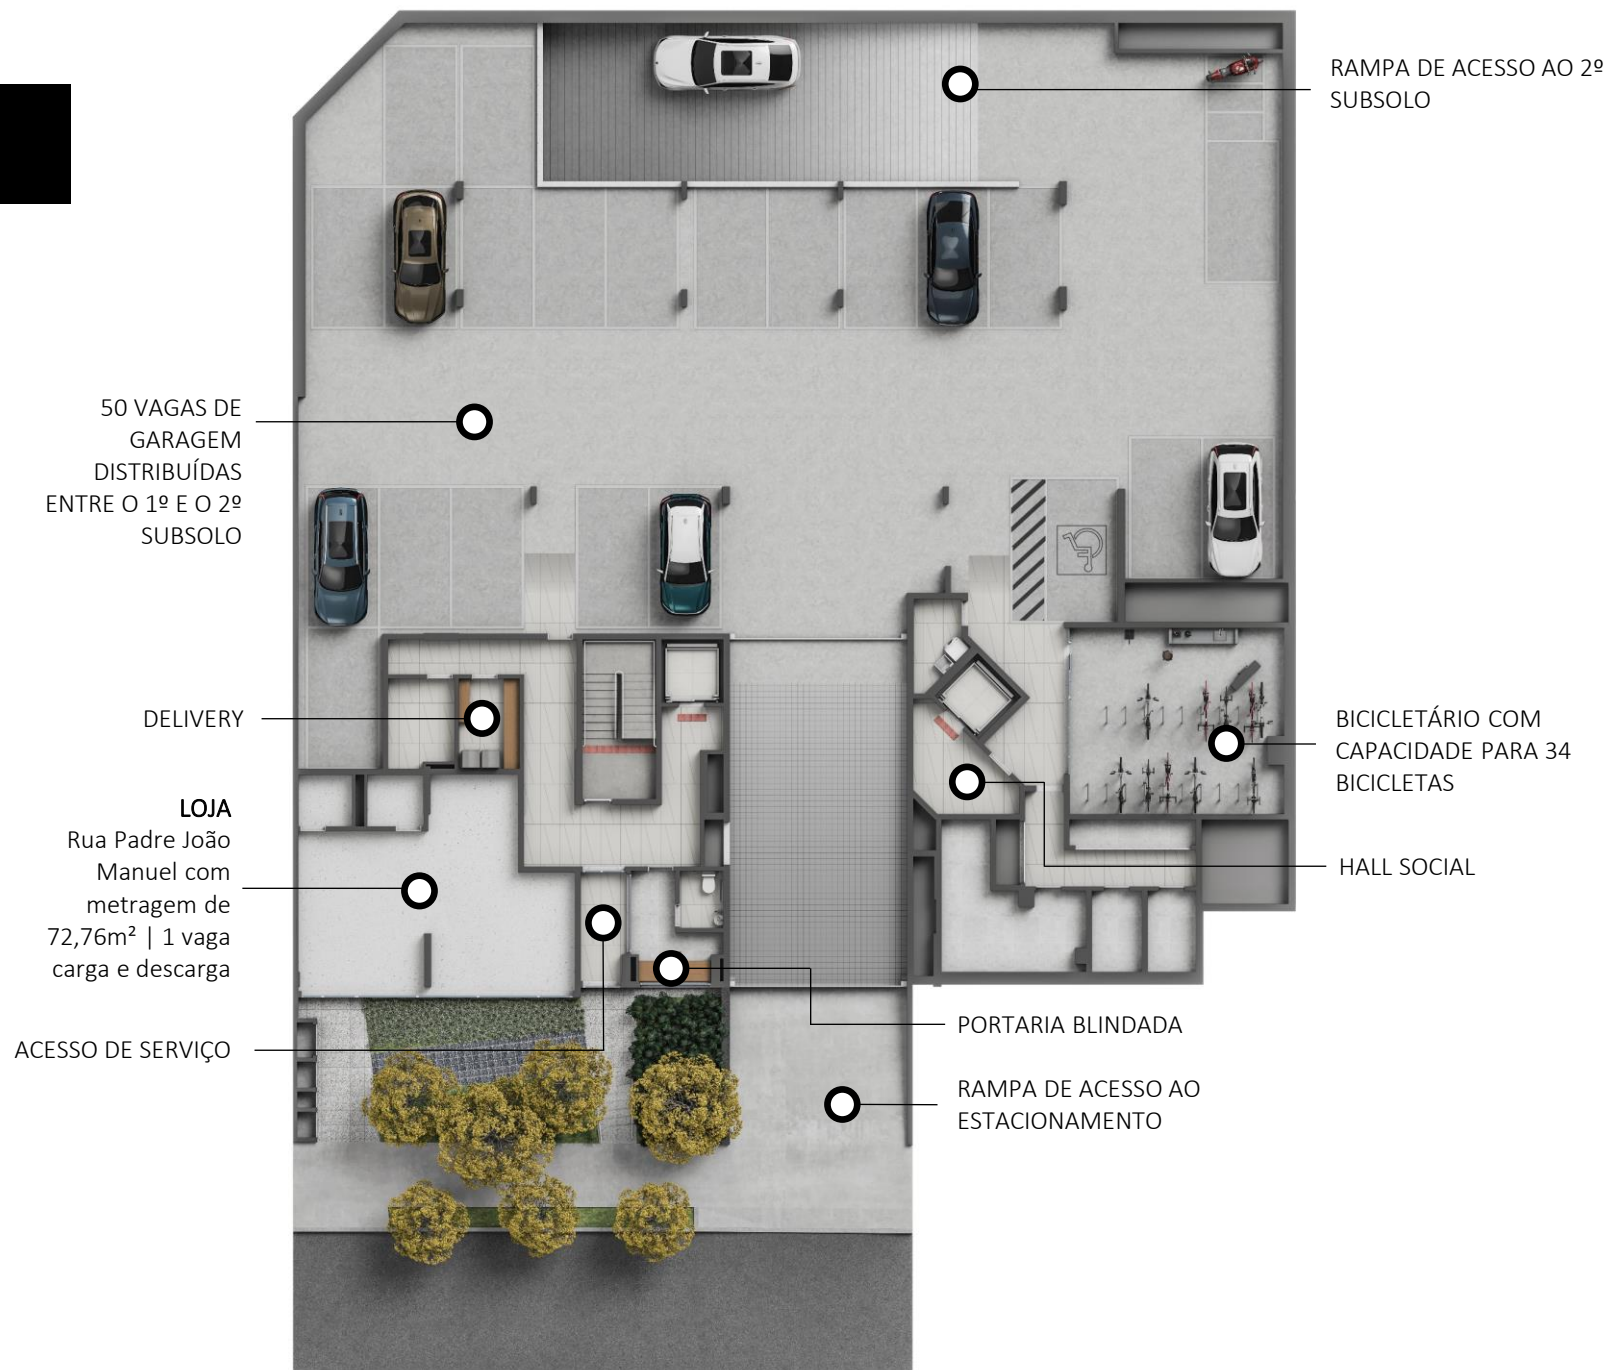 RAMPA DE ACESSO AO 2º
SUBSOLO
50 VAGAS DE
GARAGEM
DISTRIBUÍDAS
ENTRE O 1º E O 2º
SUBSOLO
DELIVERY
BICICLETÁRIO COM
CAPACIDADE PARA 34
BICICLETAS
LOJA
Rua Padre João
Manuel com
metragem de
72,76m² | 1 vaga
carga e descarga
HALL SOCIAL
ACESSO DE SERVIÇO
PORTARIA BLINDADA
RAMPA DE ACESSO AO
ESTACIONAMENTO